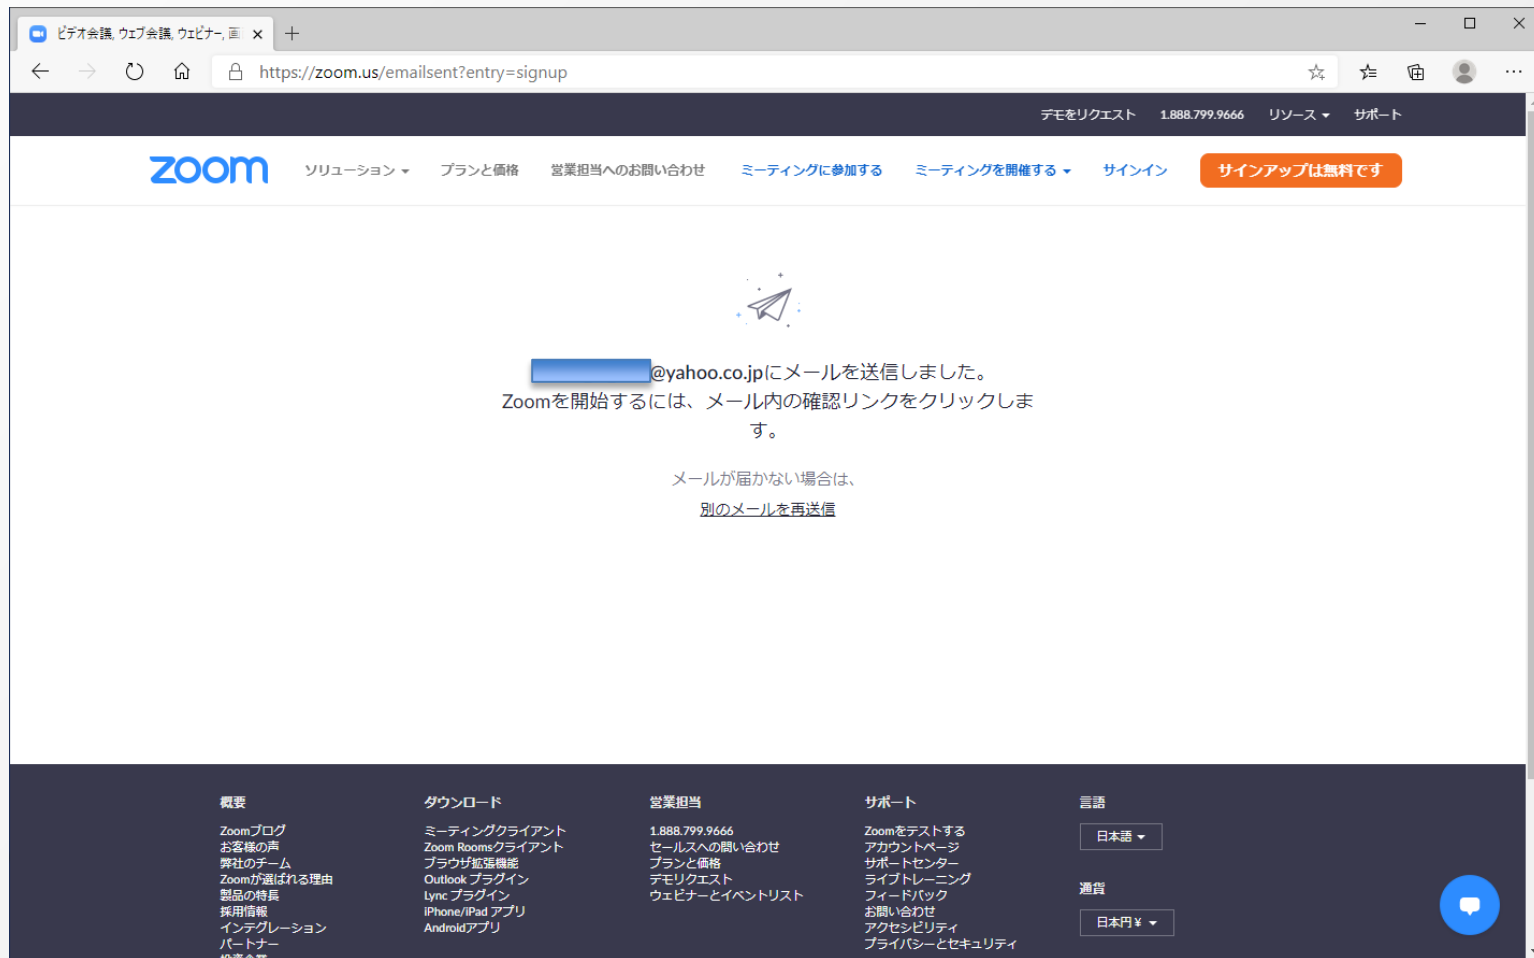 ビデオ会議, ウェブ会議, ウェビナー, 画
https://zoom.us/emailsent?entry=signup
デモをリクエスト 1.888.799.9666 リソース サポート
zoom ソリューション プランと価格 営業担当へのお問い合わせ ミーティングに参加する ミーティングを開催する サインイン サインアップは無料です
@yahoo.co.jpにメールを送信しました。
Zoomを開始するには、メール内の確認リンクをクリックしま
す。
メールが届かない場合は、
別のメールを再送信
概要
Zoomブログ
お客様の声
弊社のチーム
Zoomが選ばれる理由
製品の特長
採用情報
インテグレーション
パートナー
ダウンロード
ミーティングクライアント
Zoom Roomsクライアント
ブラウザ拡張機能
Outlook プラグイン
Lync プラグイン
iPhone/iPad アプリ
Androidアプリ
営業担当
1.888.799.9666
セールスへの問い合わせ
プランと価格
デモリクエスト
ウェビナーとイベントリスト
サポート
Zoomをテストする
アカウントページ
サポートセンター
ライブトレーニング
フィードバック
お問い合わせ
アクセシビリティ
プライバシーとセキュリティ
言語
日本語
通貨
日本円 ¥